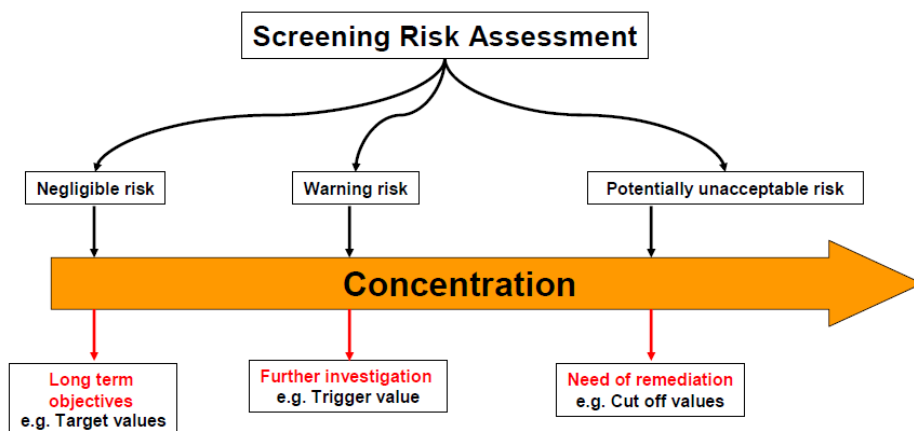 Screening Risk Assessment
Negligible risk
Warning risk
Potentially unacceptable risk
Concentration
Long term
objectives
e.g. Target values
Further investigation
e.g. Trigger value
Need of remediation
e.g. Cut off values